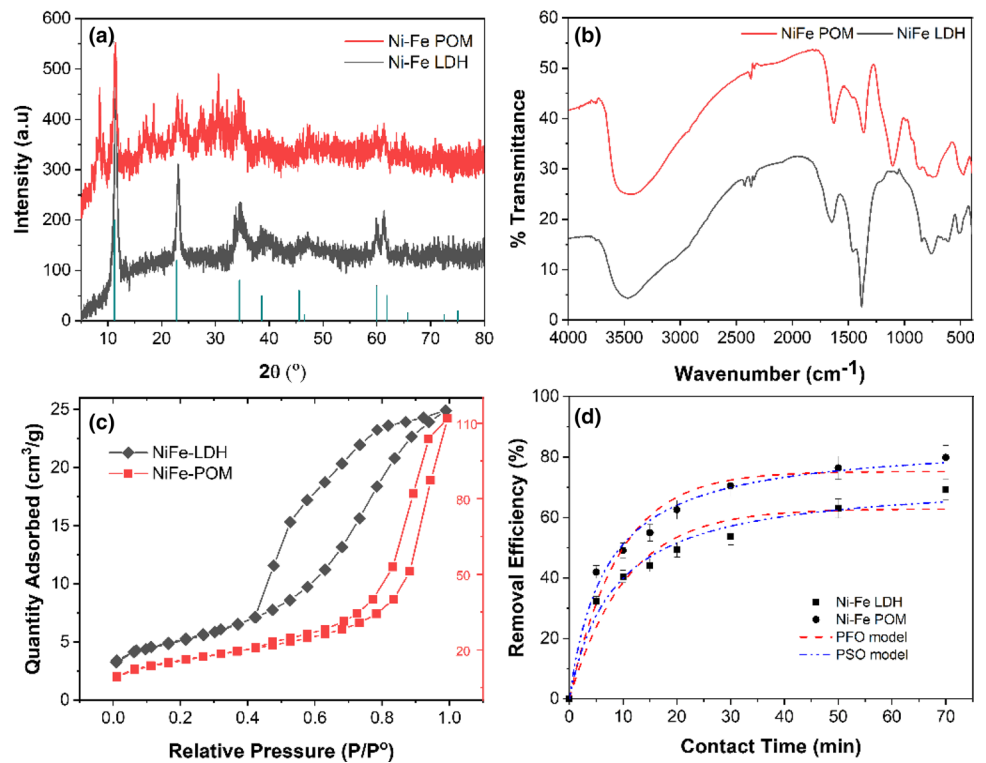 (a)
Ni-Fe POM
Ni-Fe LDH
600
500
400
300
200
100
0
Intensity (a.u)
10 20 30 40 50 60 70 80
2θ (°)
(b)
NiFe POM NiFe LDH
60
50
40
30
20
10
0
% Transmittance
4000 3500 3000 2500 2000 1500 1000 500
Wavenumber (cm-1)
(c)
NiFe-LDH
NiFe-POM
25
20
15
10
5
0
Quantity Adsorbed (cm3/g)
110
80
50
20
0.0 0.2 0.4 0.6 0.8 1.0
Relative Pressure (P/Po)
(d)
100
80
60
40
20
0
Removal Efficiency (%)
Ni-Fe LDH
Ni-Fe POM
PFO model
PSO model
0 10 20 30 40 50 60 70
Contact Time (min)